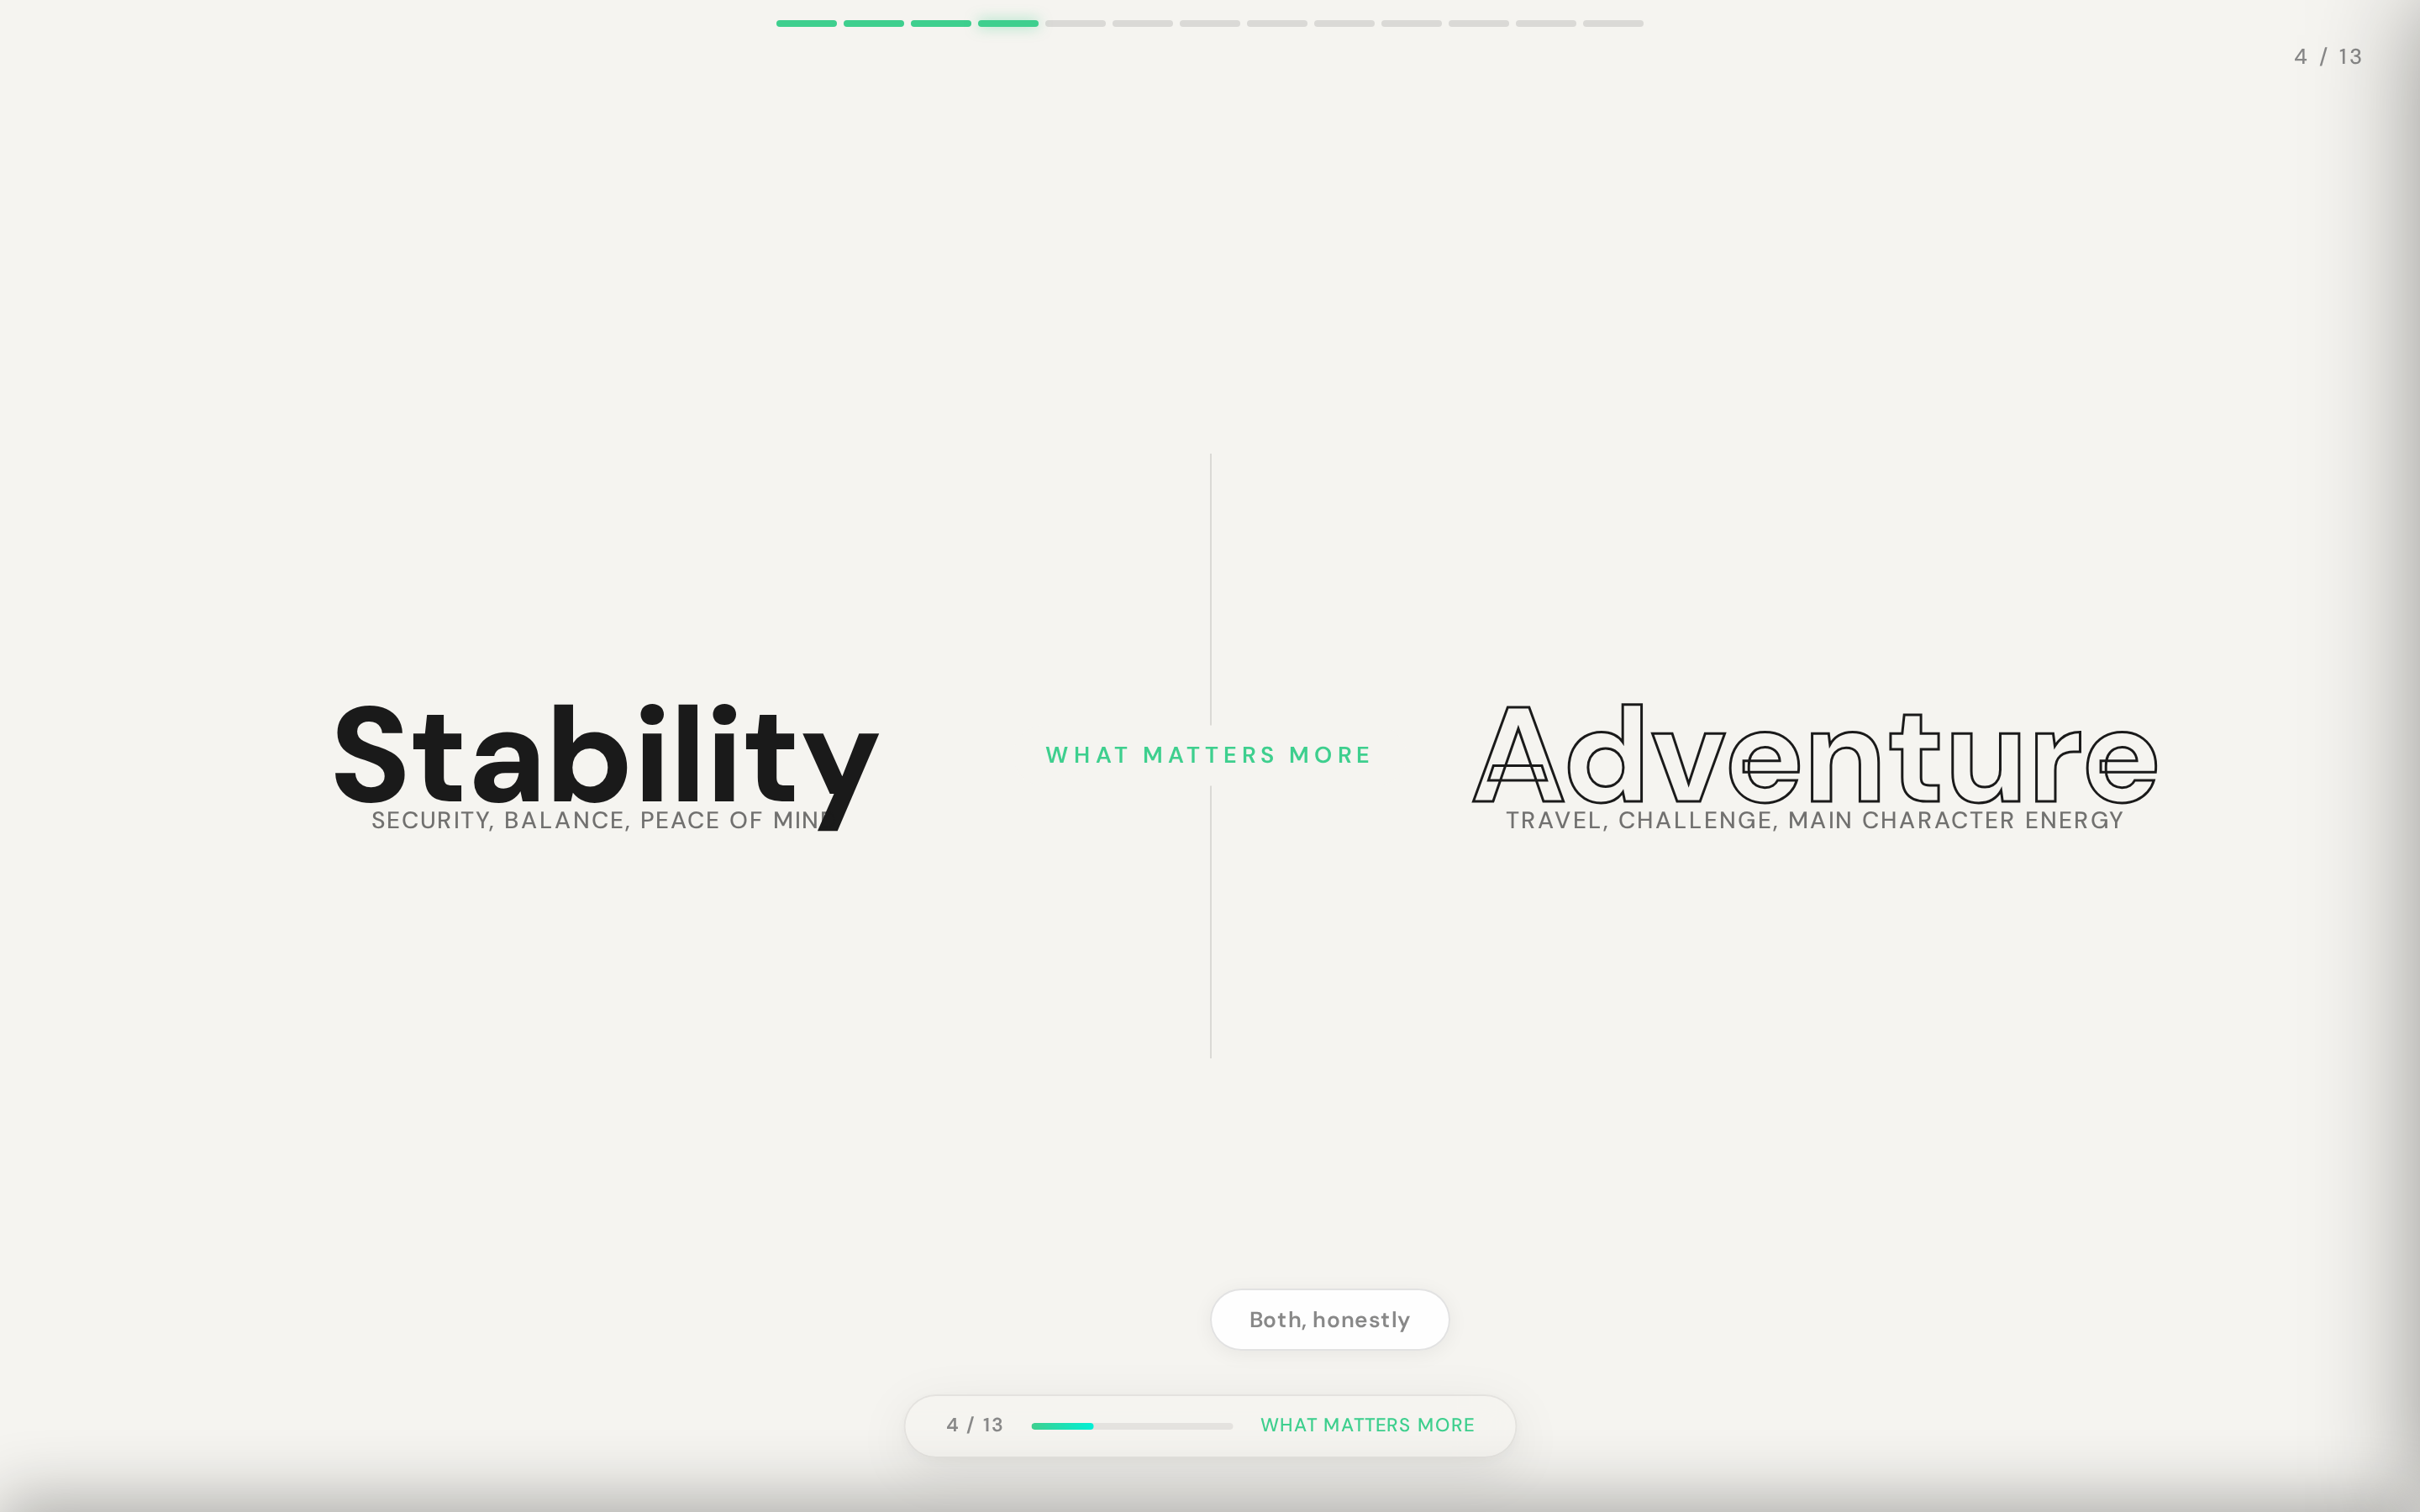 4 / 13
Stability
SECURITY, BALANCE, PEACE OF MIND
WHAT MATTERS MORE
Adventure
TRAVEL, CHALLENGE, MAIN CHARACTER ENERGY
Both, honestly
4 / 13
WHAT MATTERS MORE